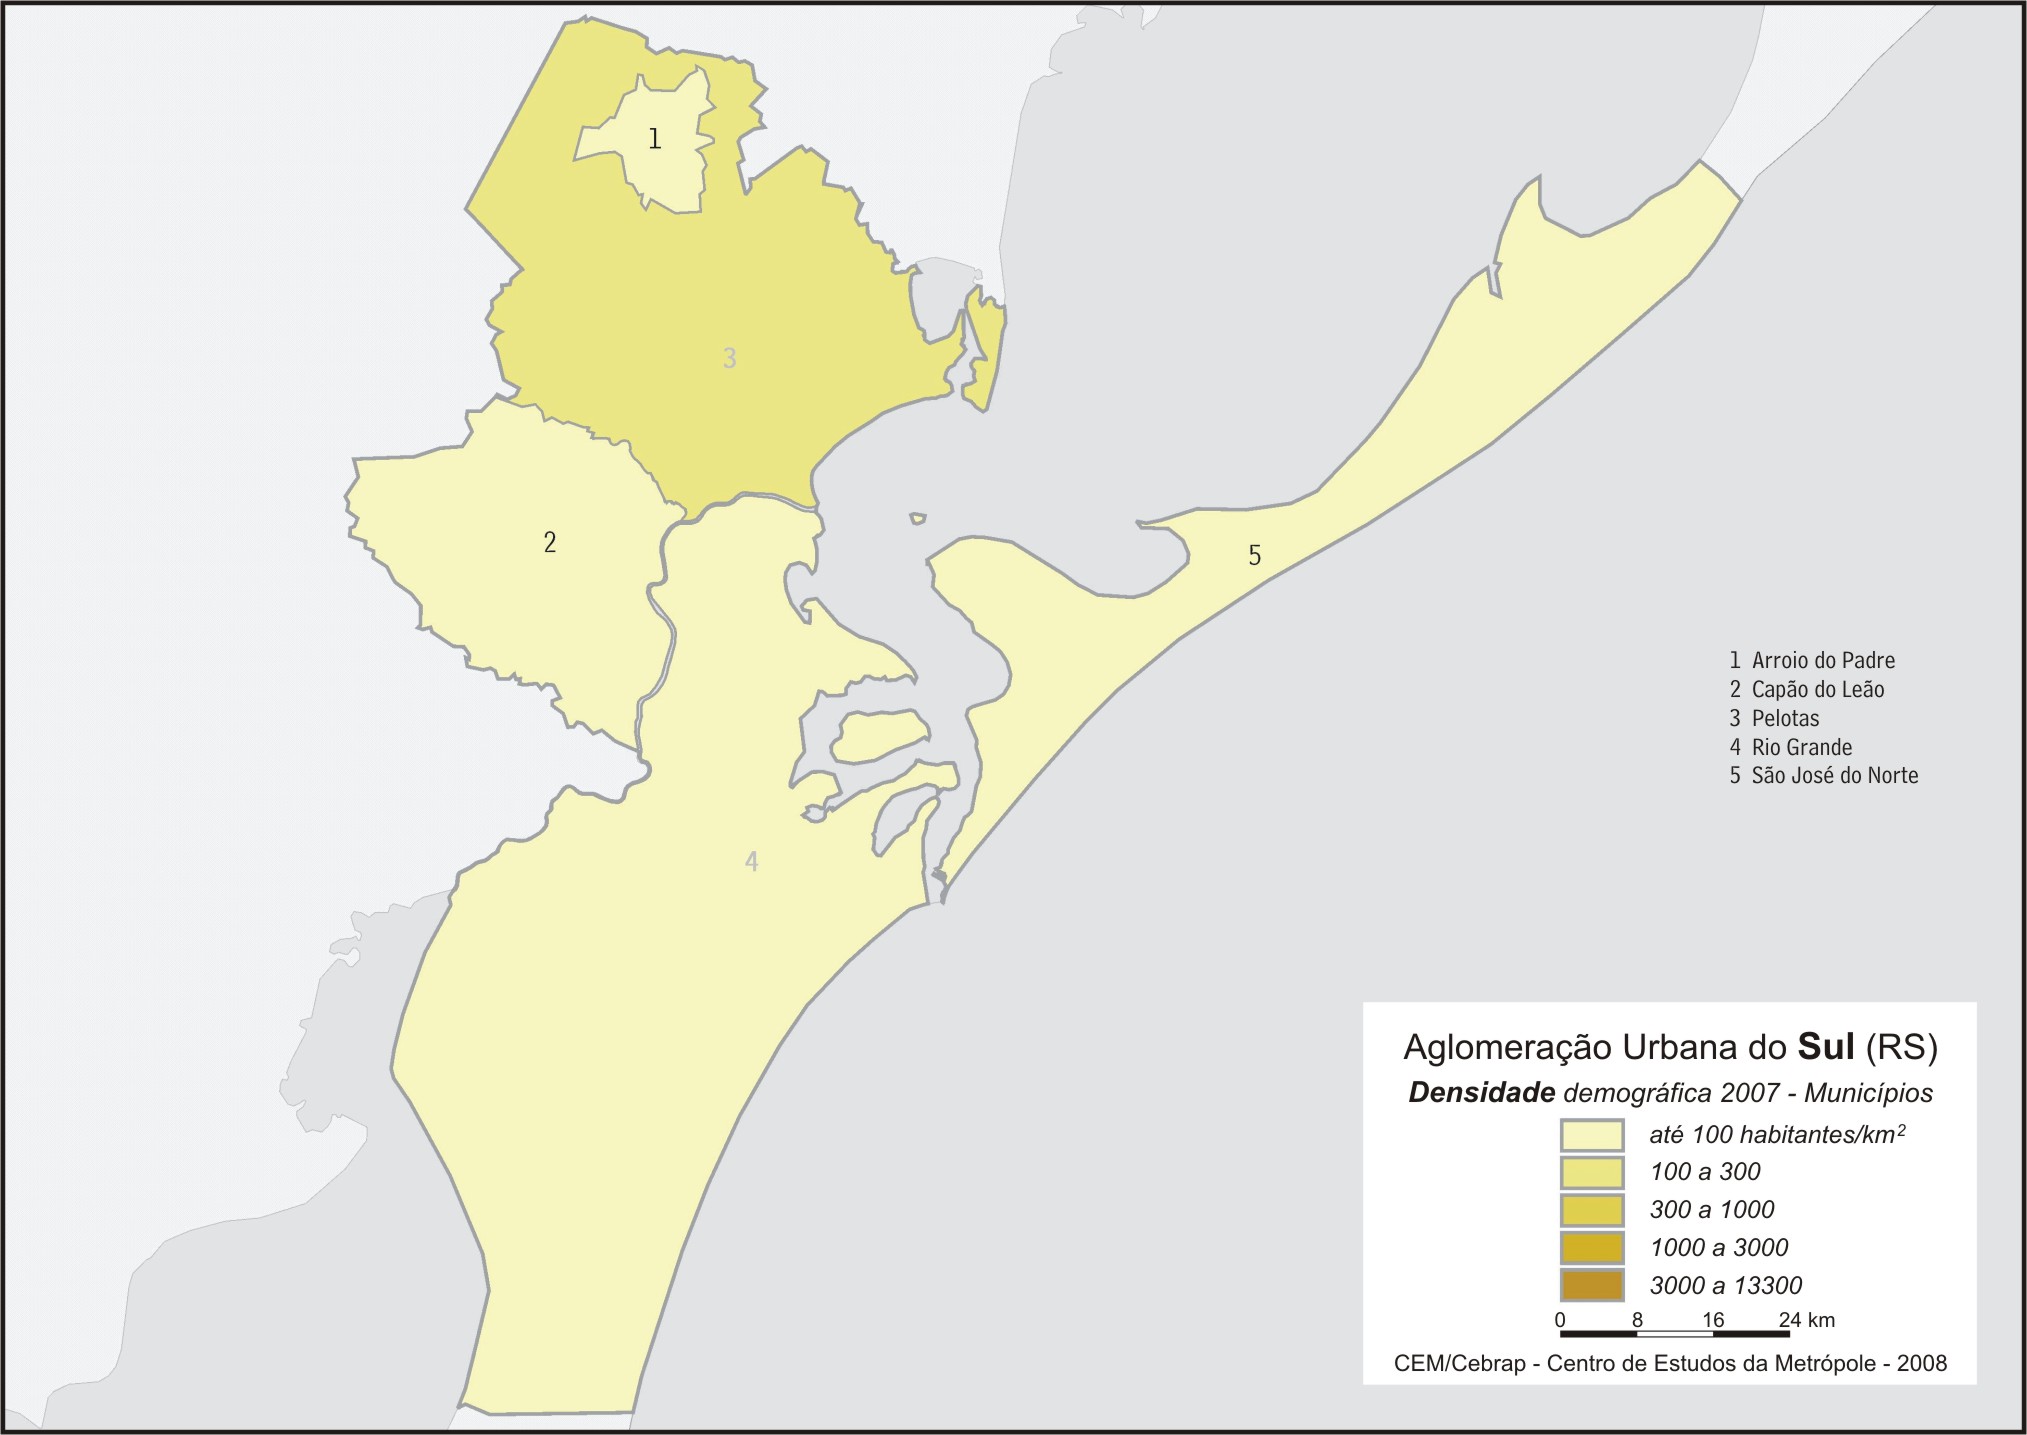 1
3
2
5
4
1 Arroio do Padre
2 Capão do Leão
3 Pelotas
4 Rio Grande
5 São José do Norte
Aglomeração Urbana do Sul (RS)
Densidade demográfica 2007 - Municípios
até 100 habitantes/km²
100 a 300
300 a 1000
1000 a 3000
3000 a 13300
0 8 16 24 km
CEM/Cebrap - Centro de Estudos da Metrópole - 2008